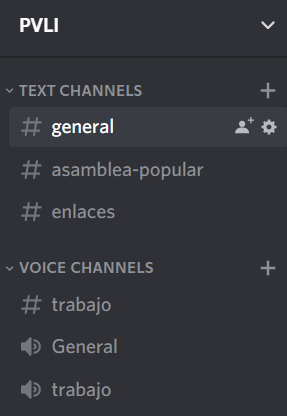 PVLI
TEXT CHANNELS
general
asamblea-popular
enlaces
VOICE CHANNELS
trabajo
General
trabajo